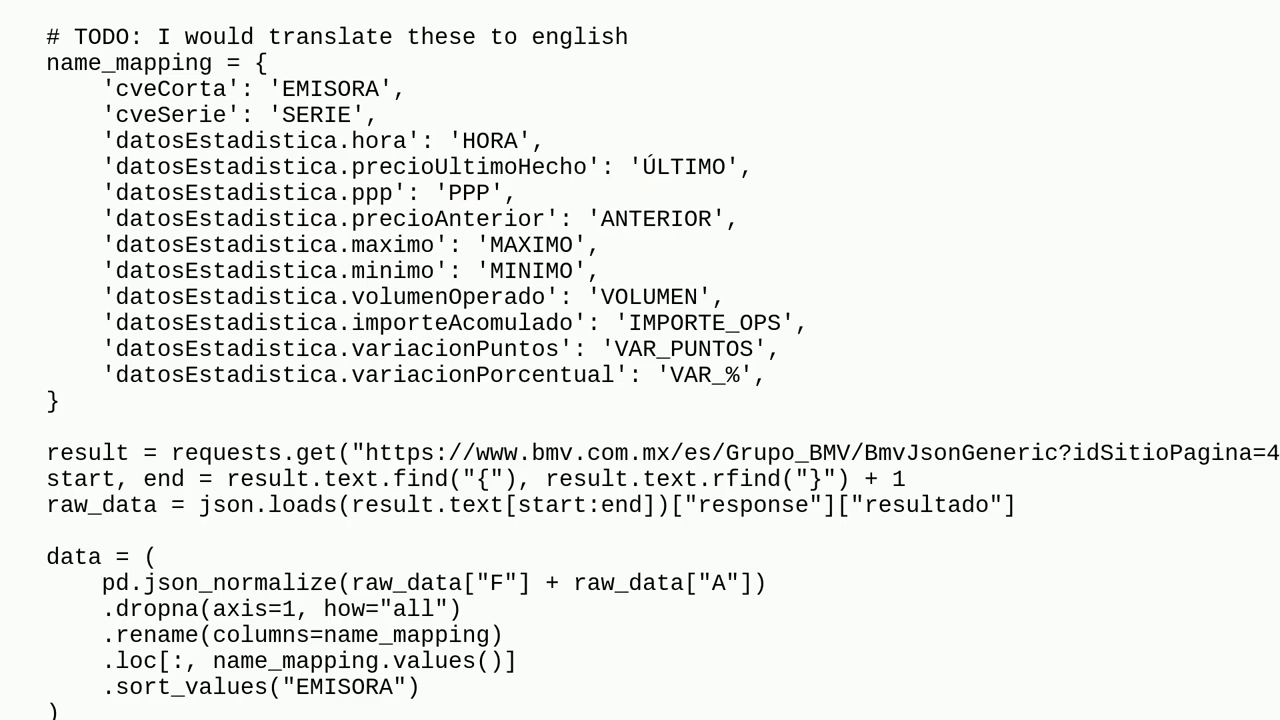 # TODO: I would translate these to english
name_mapping = {
    'cveCorta': 'EMISORA',
    'cveSerie': 'SERIE',
    'datosEstadistica.hora': 'HORA',
    'datosEstadistica.precioUltimoHecho': 'ÚLTIMO',
    'datosEstadistica.ppp': 'PPP',
    'datosEstadistica.precioAnterior': 'ANTERIOR',
    'datosEstadistica.maximo': 'MAXIMO',
    'datosEstadistica.minimo': 'MINIMO',
    'datosEstadistica.volumenOperado': 'VOLUMEN',
    'datosEstadistica.importeAcomulado': 'IMPORTE_OPS',
    'datosEstadistica.variacionPuntos': 'VAR_PUNTOS',
    'datosEstadistica.variacionPorcentual': 'VAR_%',
}

result = requests.get("https://www.bmv.com.mx/es/Grupo_BMV/BmvJsonGeneric?idSitioPagina=4
start, end = result.text.find("{"), result.text.rfind("}") + 1
raw_data = json.loads(result.text[start:end])["response"]["resultado"]

data = (
    pd.json_normalize(raw_data["F"] + raw_data["A"])
    .dropna(axis=1, how="all")
    .rename(columns=name_mapping)
    .loc[:, name_mapping.values()]
    .sort_values("EMISORA")
)